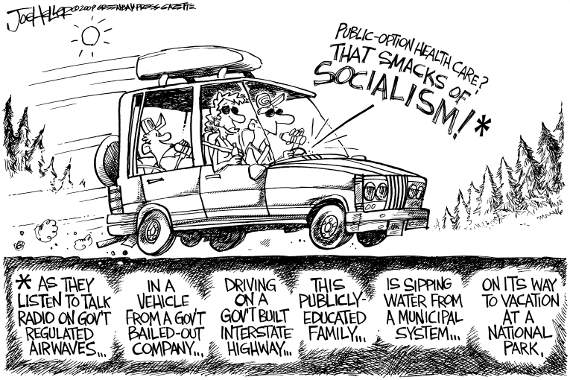 JOE HELLER ©2009 GREEN BAY PRESS-GAZETTE
PUBLIC-OPTION HEALTH CARE?
THAT SMACKS OF
SOCIALISM!*
* AS THEY
LISTEN TO TALK
RADIO ON GOV'T
REGULATED
AIRWAVES...
IN A
VEHICLE
FROM A GOV'T
BAILED-OUT
COMPANY...
DRIVING
ON A
GOV'T BUILT
INTERSTATE
HIGHWAY...
THIS
PUBLICLY-
EDUCATED
FAMILY...
IS SIPPING
WATER FROM
A MUNICIPAL
SYSTEM...
ON ITS WAY
TO VACATION
AT A
NATIONAL
PARK.